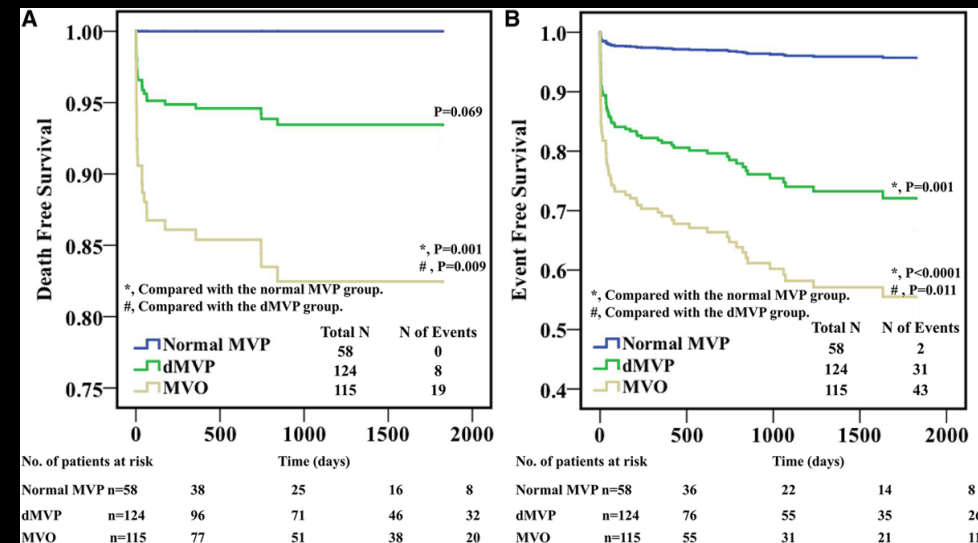 A
Death Free Survival
1.00
0.95
0.90
0.85
0.80
0.75
P=0.069
*, P=0.001
#, P=0.009
*, Compared with the normal MVP group.
#, Compared with the dMVP group.
Total N N of Events
Normal MVP 58 0
dMVP 124 8
MVO 115 19
0 500 1000 1500 2000
No. of patients at risk Time (days)
Normal MVP n=58 38 25 16 8
dMVP n=124 96 71 46 32
MVO n=115 77 51 38 20
B
Event Free Survival
1.0
0.9
0.8
0.7
0.6
0.5
0.4
*, P=0.001
*, P<0.0001
#, P=0.011
*, Compared with the normal MVP group.
#, Compared with the dMVP group.
Total N N of Events
Normal MVP 58 2
dMVP 124 31
MVO 115 43
0 500 1000 1500 2000
No. of patients at risk Time (days)
Normal MVP n=58 36 22 14 8
dMVP n=124 76 55 35
MVO n=115 55 31 21